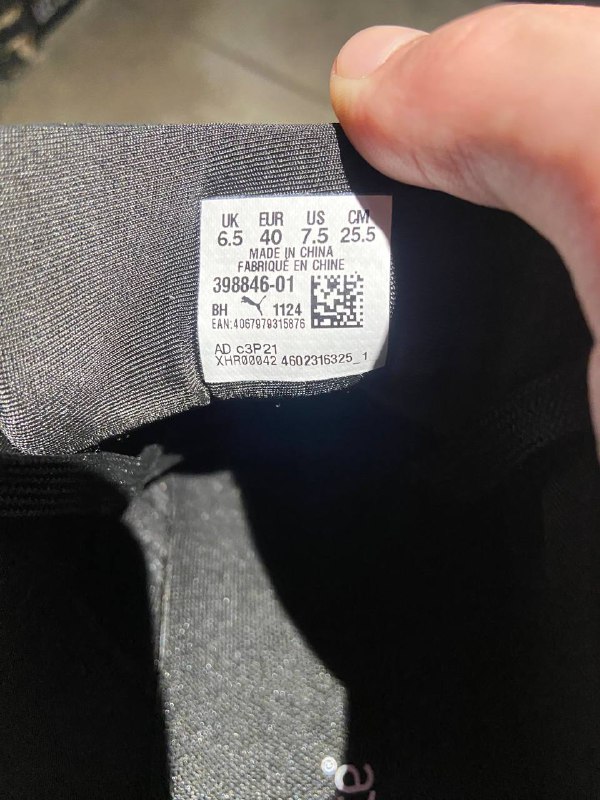 UK EUR US CM
6.5 40 7.5 25.5
MADE IN CHINA
FABRIQUÉ EN CHINE
398846-01
BH 1124
EAN:4067979315876
AD c3P21
XHR00042 4602316325_1